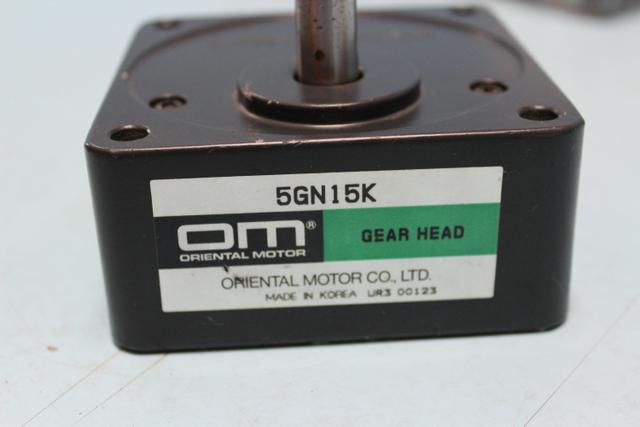 5GN15K
om®
ORIENTAL MOTOR
GEAR HEAD
ORIENTAL MOTOR CO., LTD.
MADE IN KOREA UR3 00123